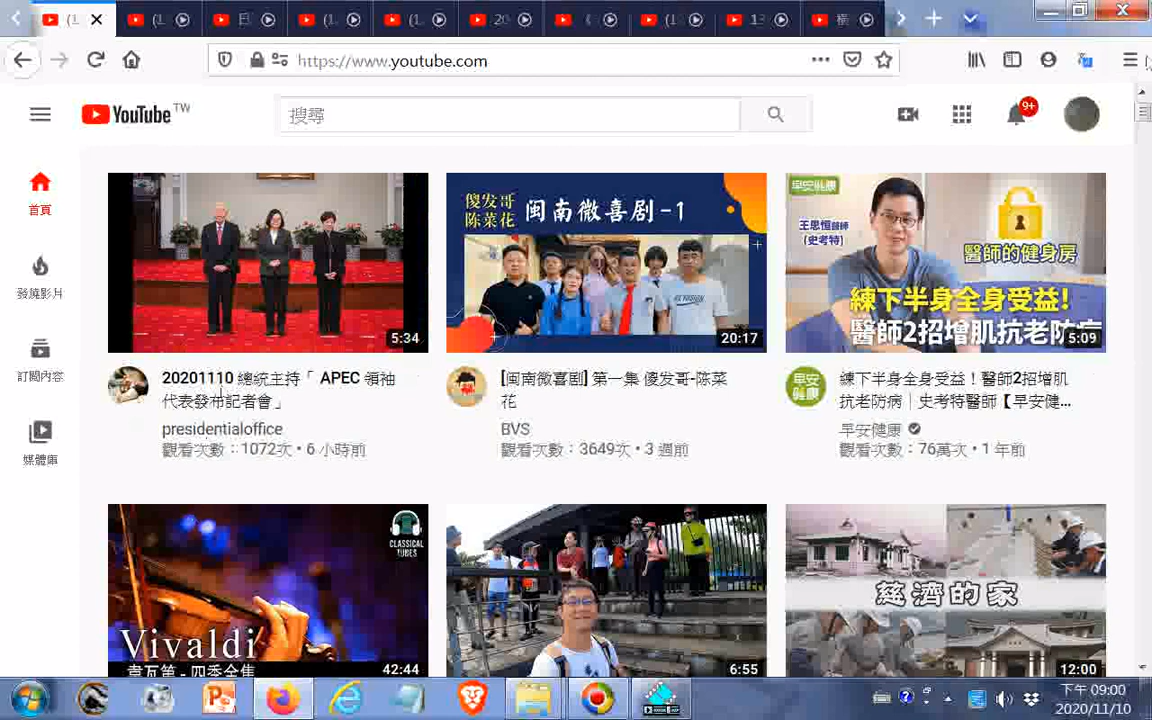 https://www.youtube.com
YouTube TW
搜尋
9+
首頁
發燒影片
訂閱內容
媒體庫
5:34
20201110 總統主持「 APEC 領袖
代表發布記者會」
presidentialoffice
觀看次數：1072次 • 6 小時前
傻发哥
陈菜花
闽南微喜剧-1
20:17
[闽南微喜剧] 第一集 傻发哥-陈菜
花
BVS
觀看次數：3649次 • 3 週前
早安健康
王思恒醫師
(史考特)
醫師的健身房
練下半身全身受益!
醫師2招增肌抗老防病
5:09
早安
健康
練下半身全身受益！醫師2招增肌
抗老防病｜史考特醫師【早安健...
早安健康
觀看次數：76萬次 • 1 年前
CLASSICAL
TUNES
Vivaldi
韋瓦第 - 四季全集
42:44
6:55
慈濟的家
12:00
下午 09:00
2020/11/10